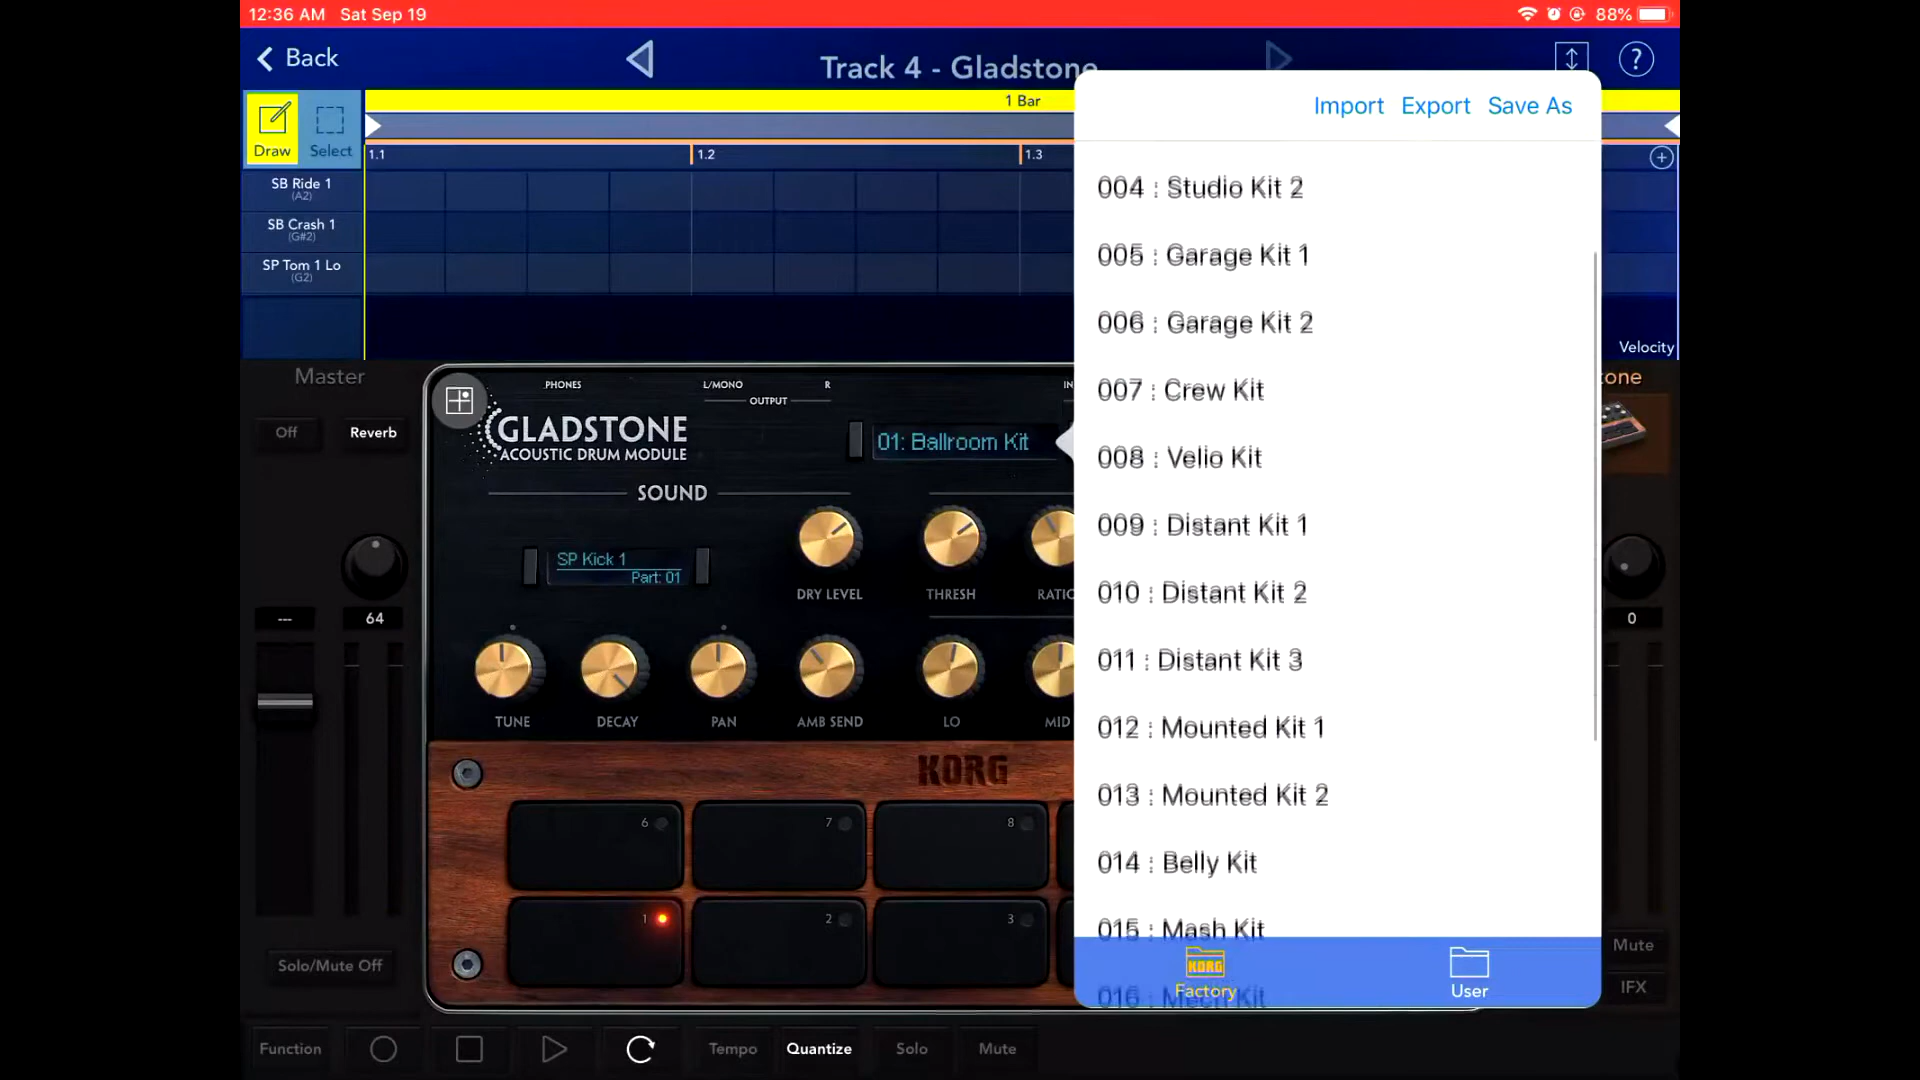 12:36 AM Sat Sep 19
88%
Back
Track 4 - Gladstone
?
Draw
Select
1 Bar
1.1
1.2
1.3
SB Ride 1
(A2)
SB Crash 1
(G#2)
SP Tom 1 Lo
(G2)
Velocity
Import Export Save As
004 : Studio Kit 2
005 : Garage Kit 1
006 : Garage Kit 2
007 : Crew Kit
008 : Velio Kit
009 : Distant Kit 1
010 : Distant Kit 2
011 : Distant Kit 3
012 : Mounted Kit 1
013 : Mounted Kit 2
014 : Belly Kit
015 : Mash Kit
016 : Mech Kit
KORG
Factory
User
Master
Off
Reverb
---
64
Solo/Mute Off
PHONES
L/MONO
R
OUTPUT
IN
GLADSTONE
ACOUSTIC DRUM MODULE
01: Ballroom Kit
SOUND
SP Kick 1
Part: 01
DRY LEVEL
THRESH
RATIO
TUNE
DECAY
PAN
AMB SEND
LO
MID
KORG
6
7
8
1
2
3
tone
0
Mute
IFX
Function
Tempo
Quantize
Solo
Mute